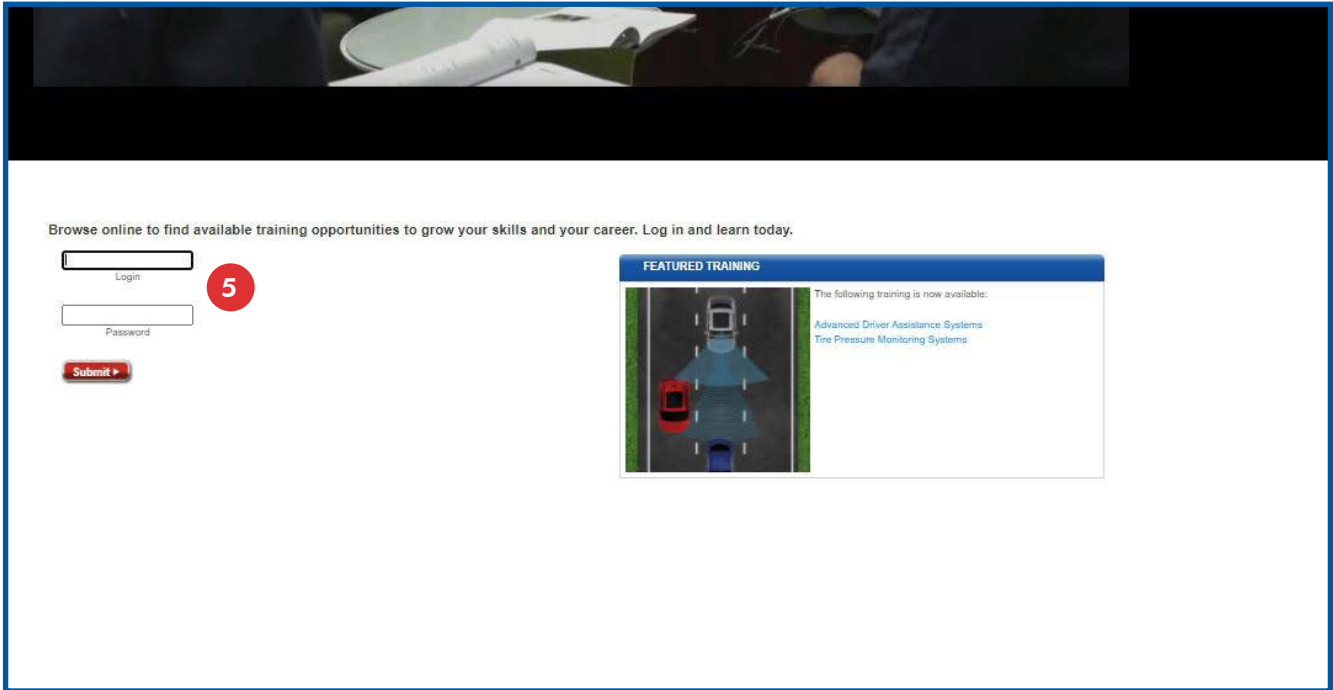 Browse online to find available training opportunities to grow your skills and your career. Log in and learn today.
Login
5
Password
Submit
FEATURED TRAINING
The following training is now available:
Advanced Driver Assistance Systems
Tire Pressure Monitoring Systems